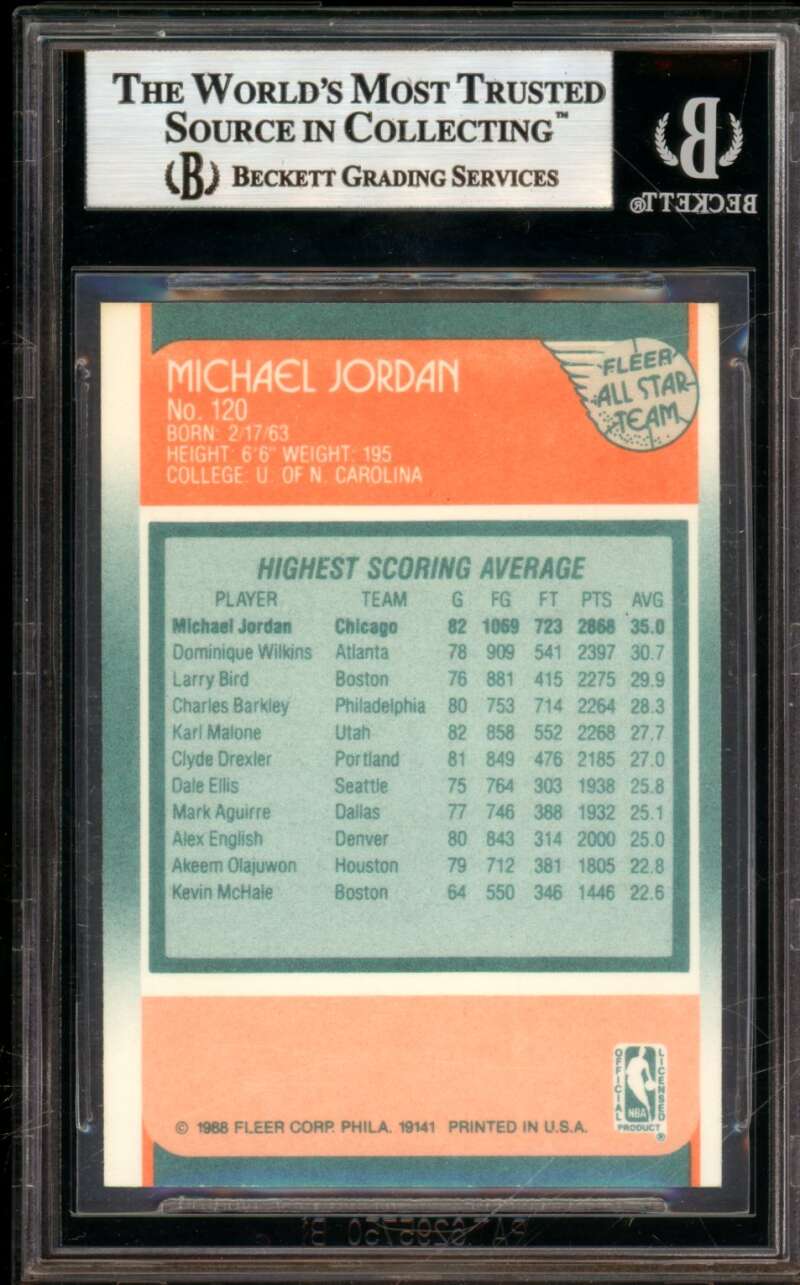 THE WORLD'S MOST TRUSTED
SOURCE IN COLLECTING™
(B) BECKETT GRADING SERVICES
B
BECKETT®
MICHAEL JORDAN
No. 120
BORN: 2/17/63
HEIGHT: 6'6" WEIGHT: 195
COLLEGE: U. OF N. CAROLINA
FLEER
ALL STAR
TEAM
HIGHEST SCORING AVERAGE
PLAYER TEAM G FG FT PTS AVG
Michael Jordan Chicago 82 1069 723 2868 35.0
Dominique Wilkins Atlanta 78 909 541 2397 30.7
Larry Bird Boston 76 881 415 2275 29.9
Charles Barkley Philadelphia 80 753 714 2264 28.3
Karl Malone Utah 82 858 552 2268 27.7
Clyde Drexler Portland 81 849 476 2185 27.0
Dale Ellis Seattle 75 764 303 1938 25.8
Mark Aguirre Dallas 77 746 388 1932 25.1
Alex English Denver 80 843 314 2000 25.0
Akeem Olajuwon Houston 79 712 381 1805 22.8
Kevin McHale Boston 64 550 346 1446 22.6
OFFICIAL LICENSED
NBA
PRODUCT
®
© 1988 FLEER CORP. PHILA. 19141 PRINTED IN U.S.A.